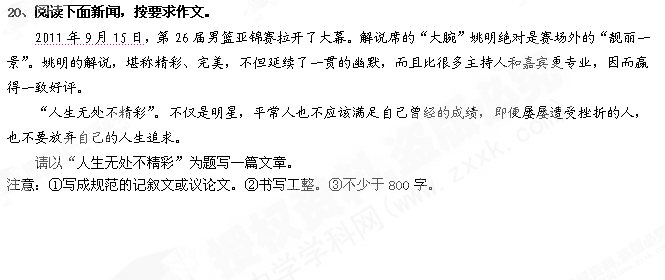 20、阅读下面新闻，按要求作文。
2011 年 9 月 15 日，第 26 届男篮亚锦赛拉开了大幕。解说席的“大腕”姚明绝对是赛场外的“靓丽一
景”。姚明的解说，堪称精彩、完美，不但延续了一贯的幽默，而且比很多主持人和嘉宾更专业，因而赢
得一致好评。
“人生无处不精彩”。不仅是明星，平常人也不应该满足自己曾经的成绩，即便屡屡遭受挫折的人，
也不要放弃自己的人生追求。
请以“人生无处不精彩”为题写一篇文章。
注意：①写成规范的记叙文或议论文。②书写工整。③不少于 800 字。